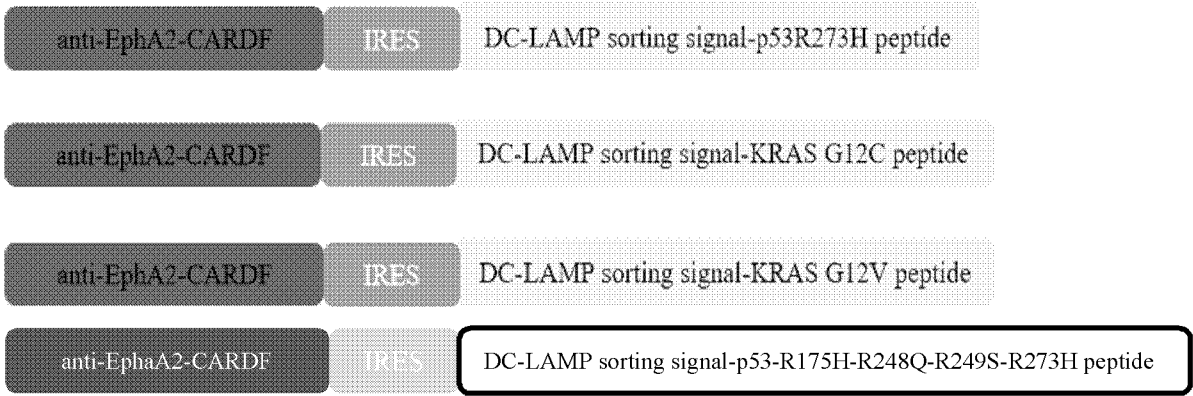 anti-EphA2-CARDF IRES DC-LAMP sorting signal-p53R273H peptide
anti-EphA2-CARDF IRES DC-LAMP sorting signal-KRAS G12C peptide
anti-EphA2-CARDF IRES DC-LAMP sorting signal-KRAS G12V peptide
anti-EphaA2-CARDF IRES DC-LAMP sorting signal-p53-R175H-R248Q-R249S-R273H peptide